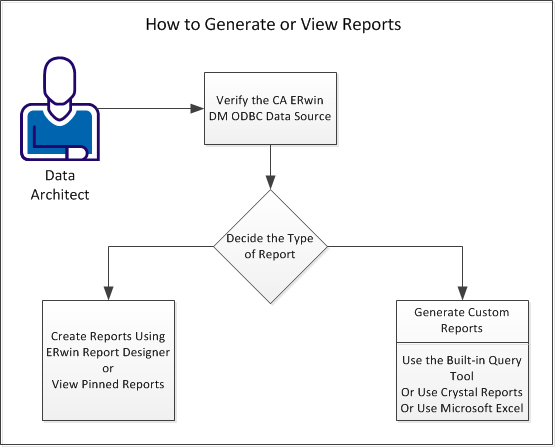 How to Generate or View Reports
Verify the CA ERwin
DM ODBC Data Source
Data
Architect
Decide the Type
of Report
Create Reports Using
ERwin Report Designer
or
View Pinned Reports
Generate Custom
Reports
Use the Built-in Query
Tool
Or Use Crystal Reports
Or Use Microsoft Excel